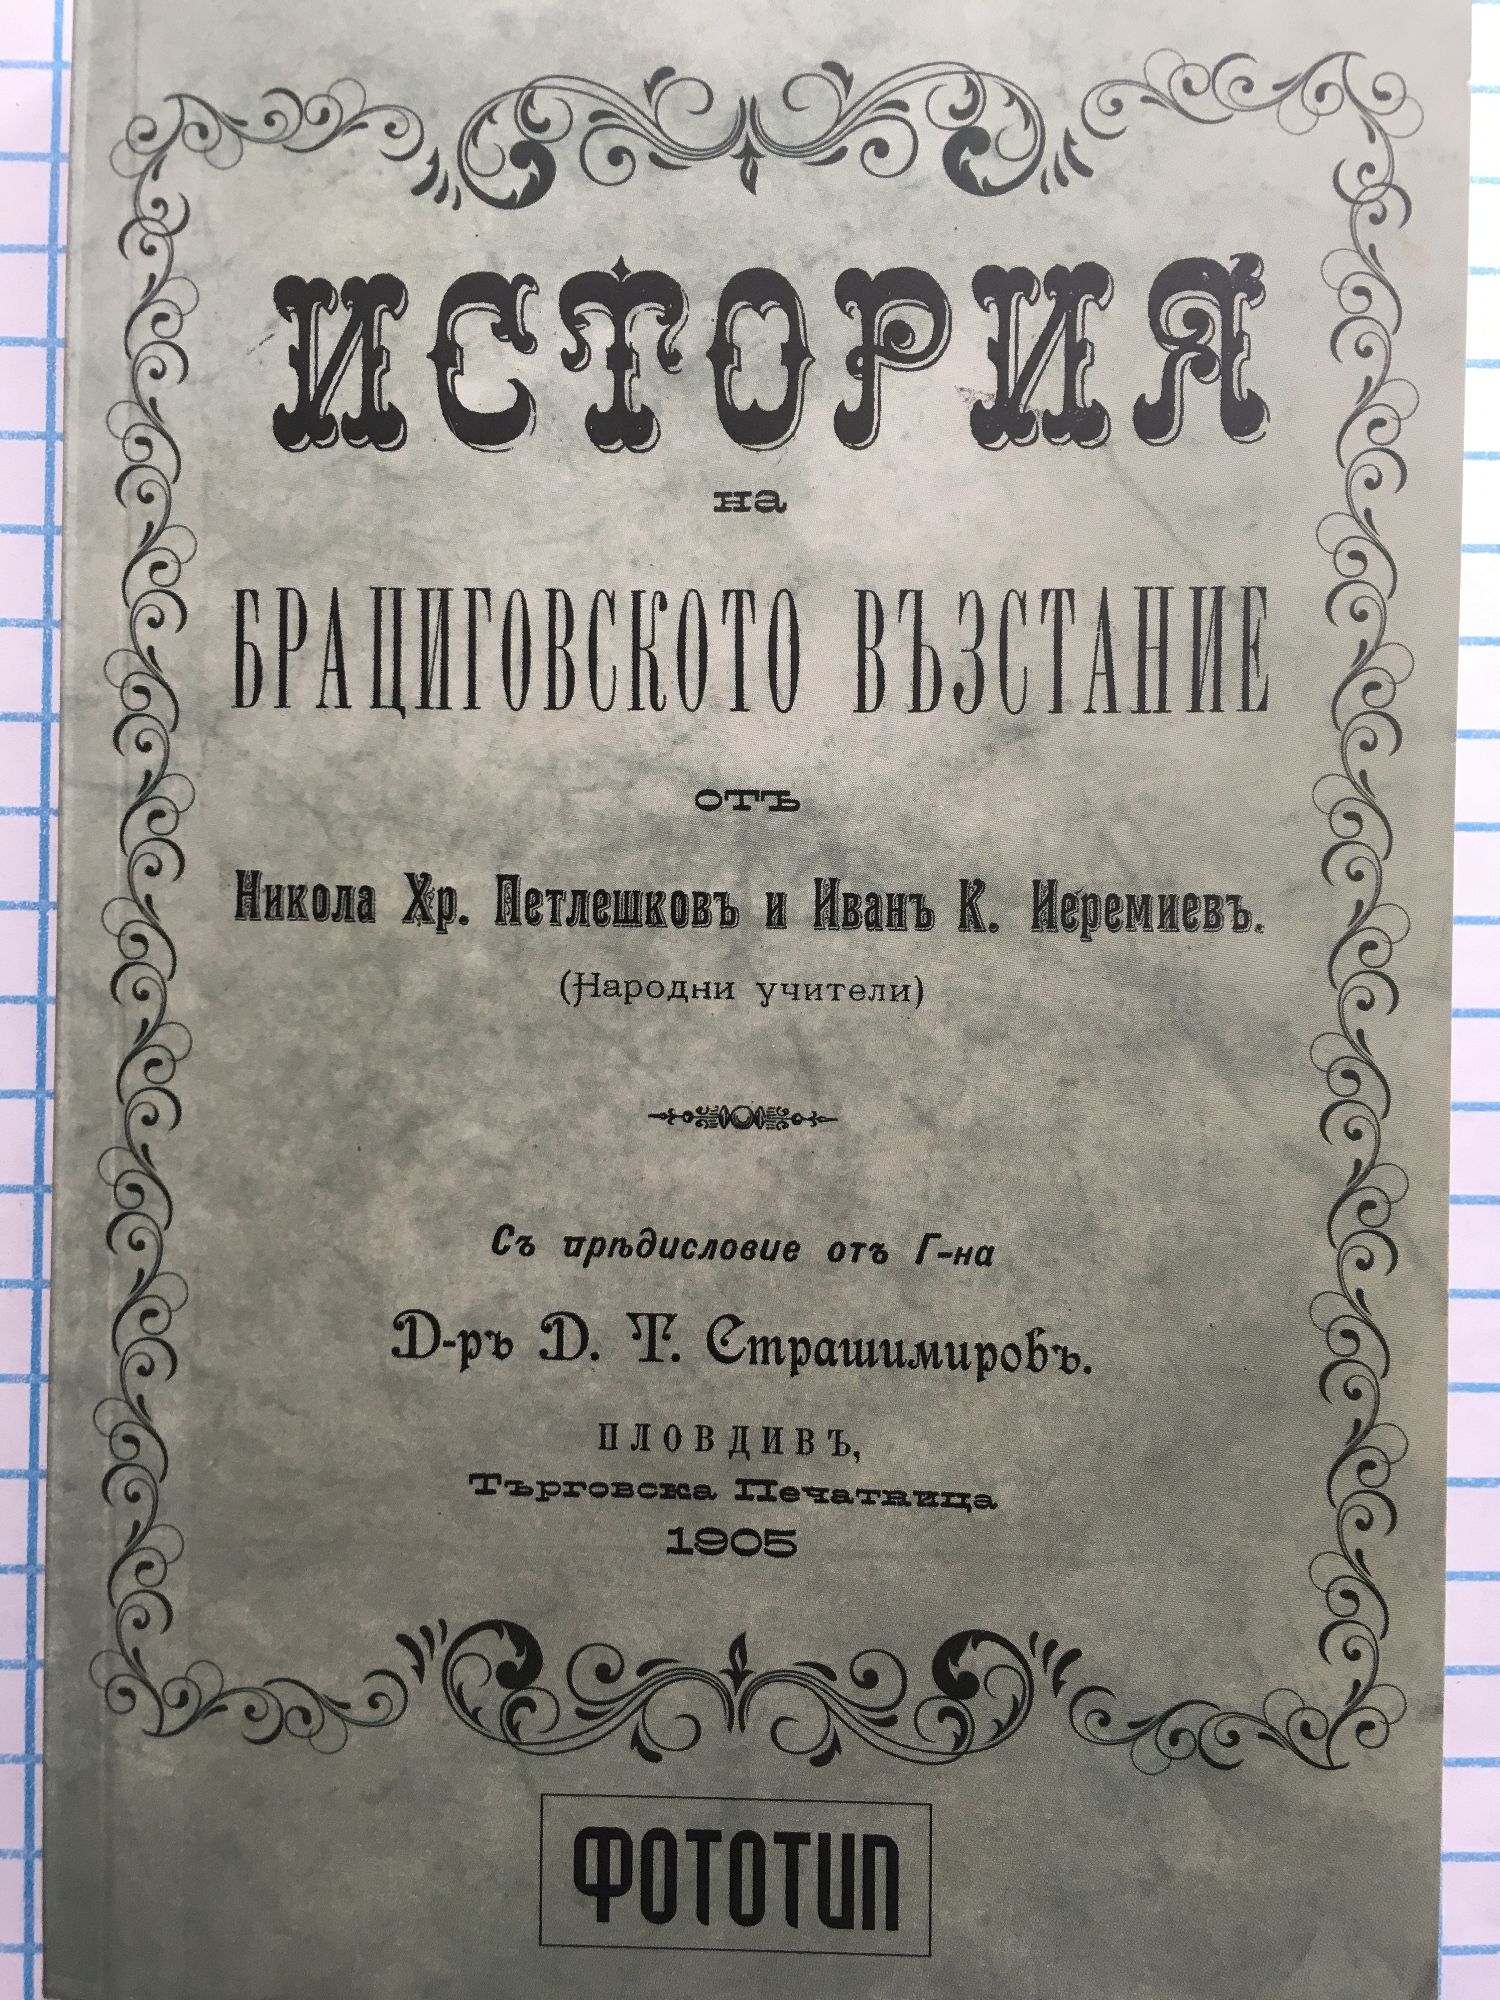 ИСТОРИЯ
на
БРАЦИГОВСКОТО ВЪЗСТАНИЕ
отъ
Никола Хр. Петлешковъ и Иванъ К. Иеремиевъ.
(Народни учители)
Съ прѣдисловие отъ Г-на
Д-ръ Д. Т. Страшимировъ.
ПЛОВДИВЪ,
Търговска Печатница
1905
ФОТОТИП